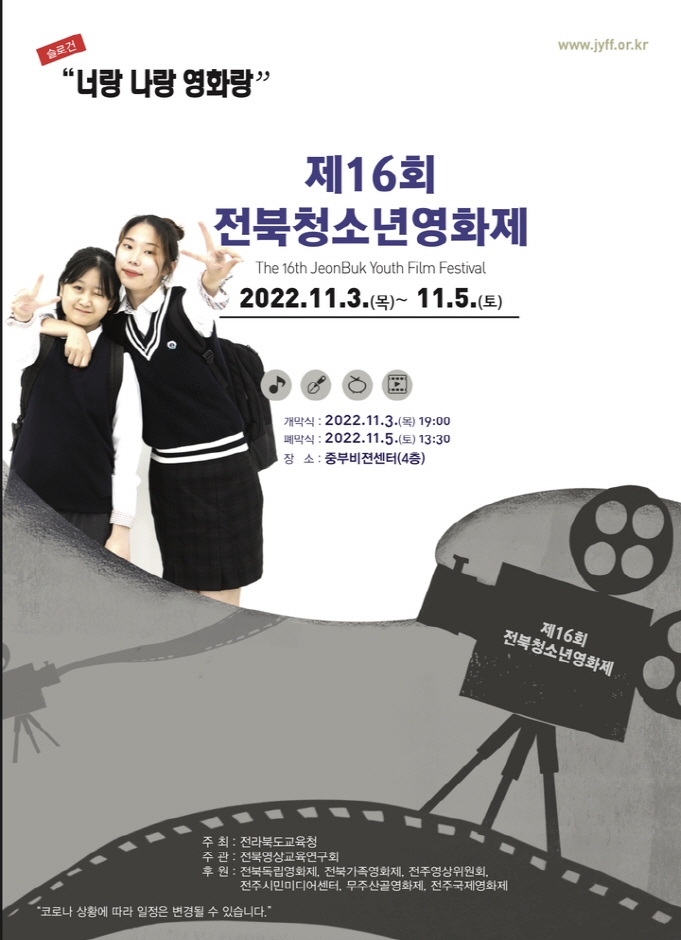 www.jyff.or.kr
슬로건
“너랑 나랑 영화랑”
제16회
전북청소년영화제
The 16th JeonBuk Youth Film Festival
2022.11.3.(목)~ 11.5.(토)
개막식 : 2022.11.3.(목) 19:00
폐막식 : 2022.11.5.(토) 13:30
장 소 : 중부비젼센터(4층)
제16회
전북청소년영화제
주 최 : 전라북도교육청
주 관 : 전북영상교육연구회
후 원 : 전북독립영화제, 전북가족영화제, 전주영상위원회,
전주시민미디어센터, 무주산골영화제, 전주국제영화제
“코로나 상황에 따라 일정은 변경될 수 있습니다.”